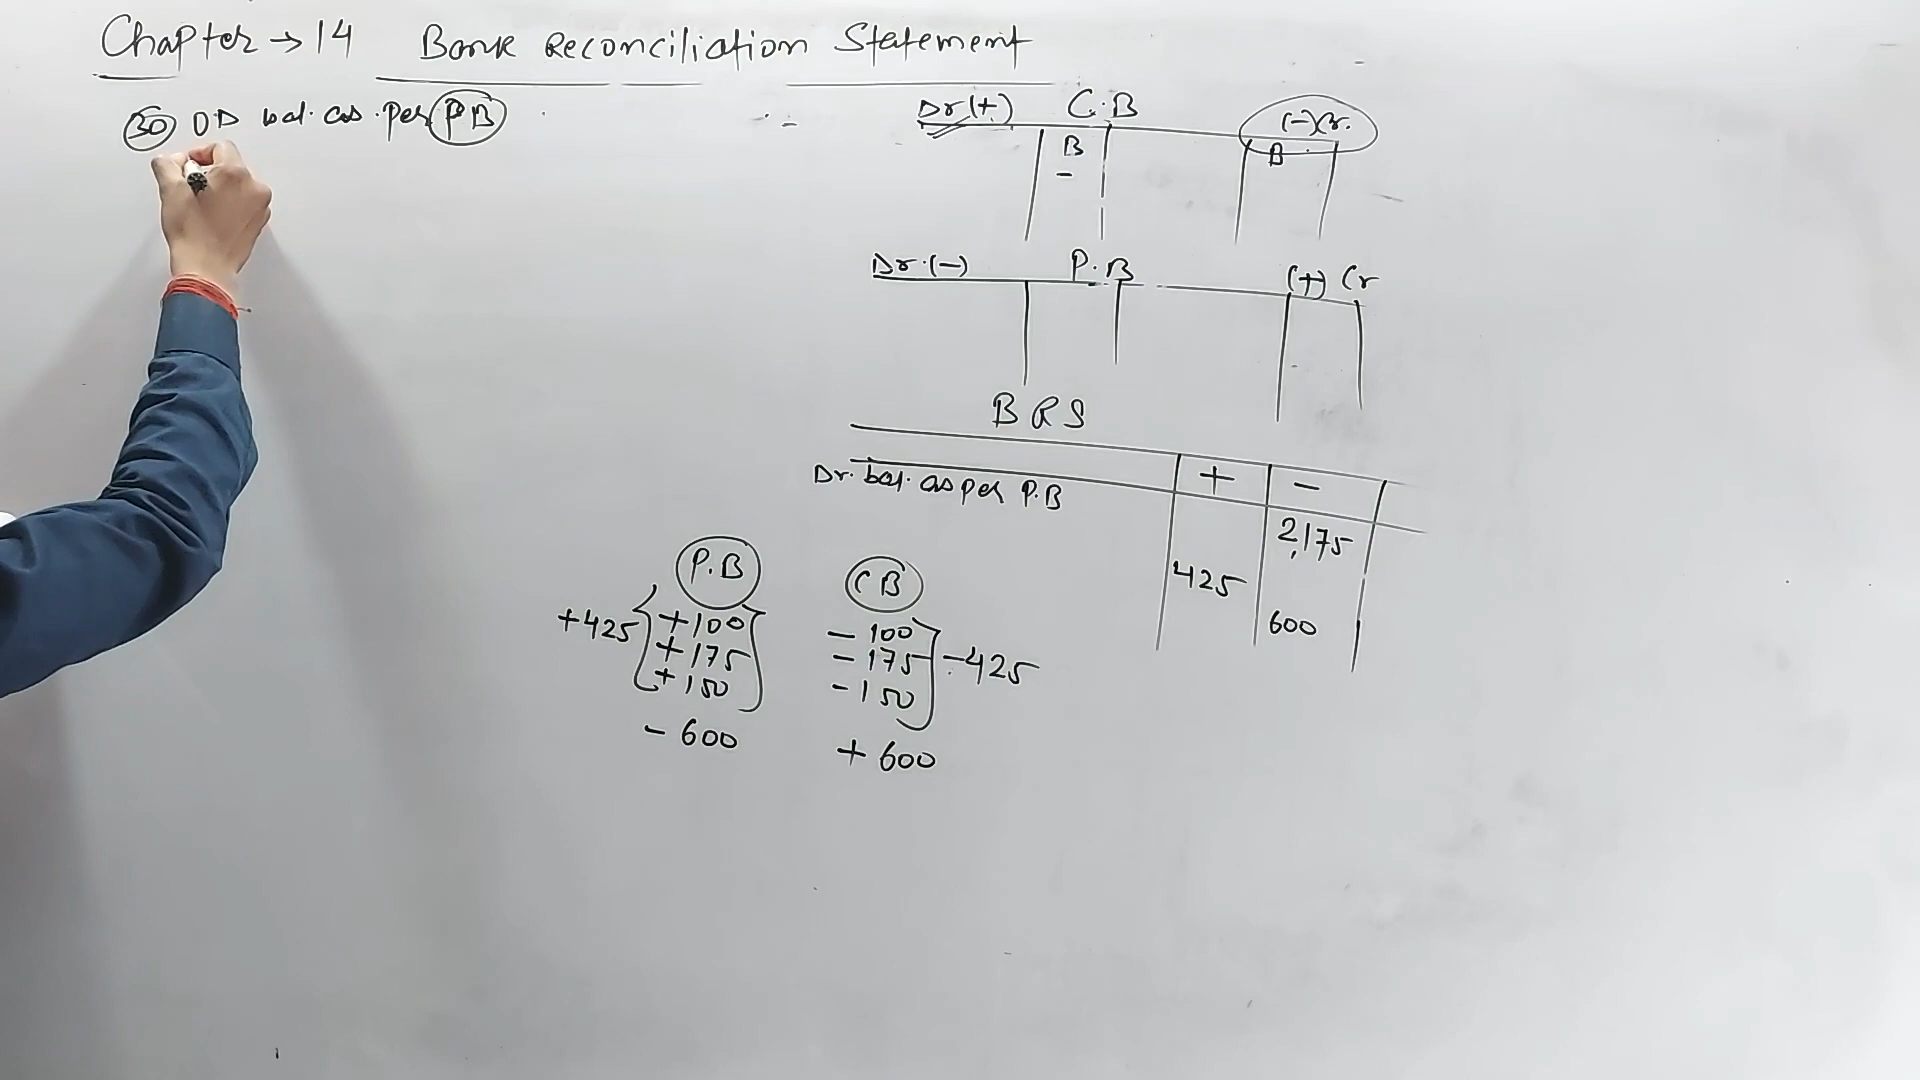 Chapter → 14 Bank Reconciliation Statement
30 OD bal. as per P.B
Dr (+) C.B (-) Cr.
B B
-
Dr. (-) P.B (+) Cr
B R S
+ -
Dr. bal. as per P.B
2,175
425
600
P.B C B
+425 +100 - 100
+ 175 - 175 - 425
+ 150 - 150
- 600 + 600